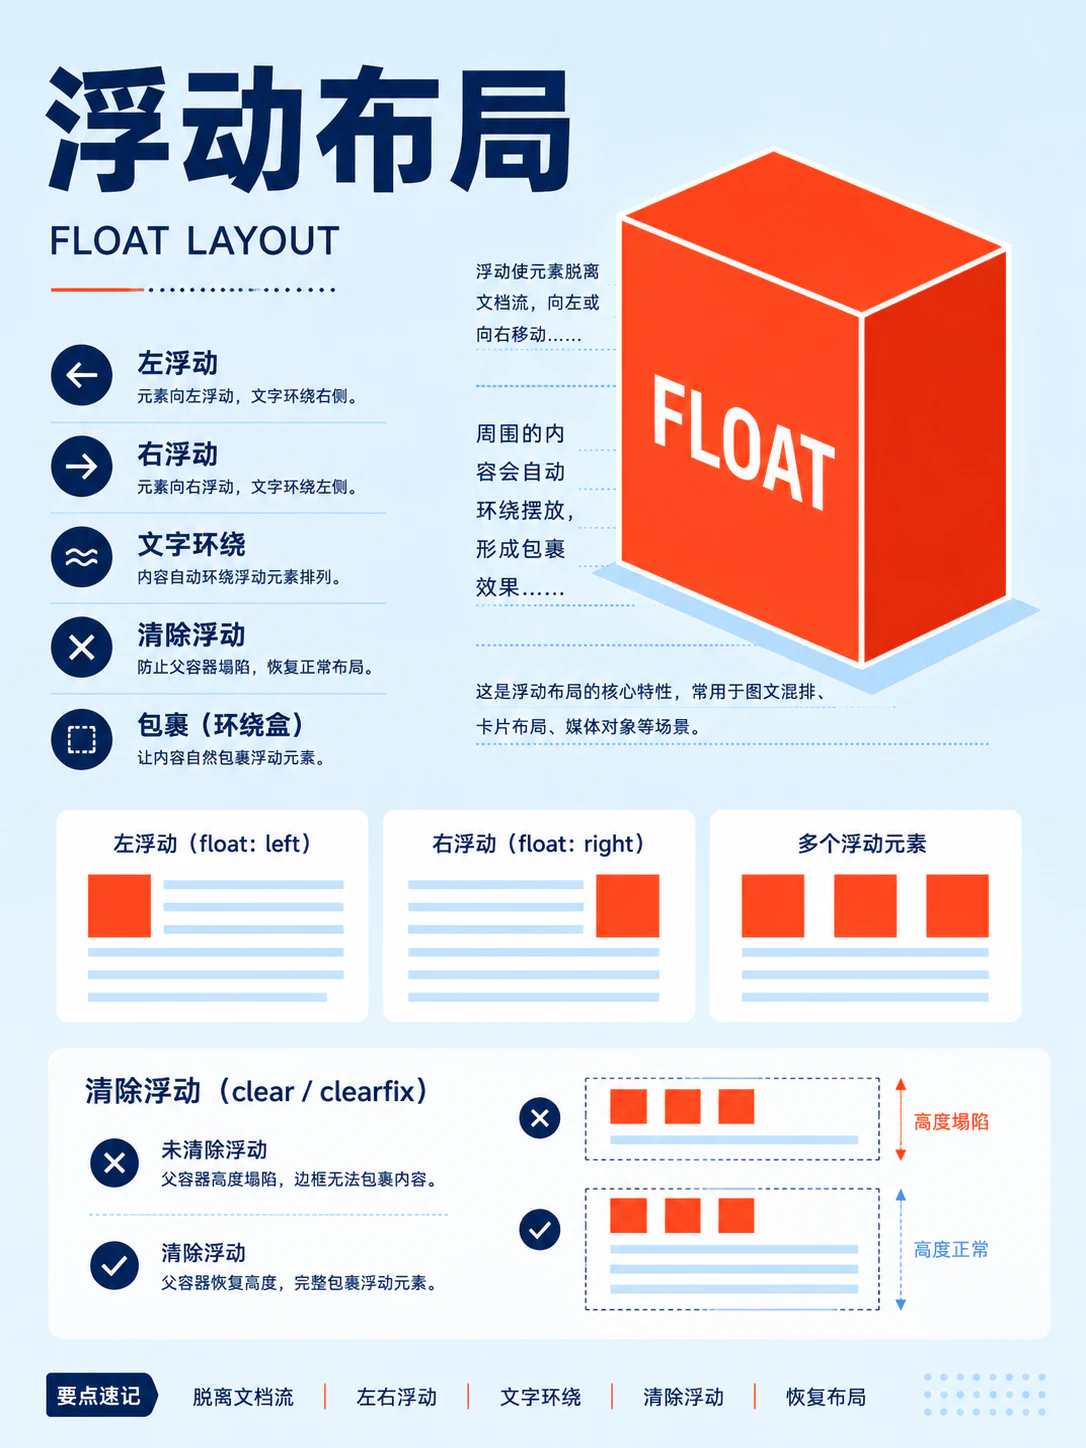 浮动布局
FLOAT LAYOUT
左浮动
元素向左浮动，文字环绕右侧。
右浮动
元素向右浮动，文字环绕左侧。
文字环绕
内容自动环绕浮动元素排列。
清除浮动
防止父容器塌陷，恢复正常布局。
包裹（环绕盒）
让内容自然包裹浮动元素。
浮动使元素脱离
文档流，向左或
向右移动……
周围的内
容会自动
环绕摆放，
形成包裹
效果……
FLOAT
这是浮动布局的核心特性，常用于图文混排、
卡片布局、媒体对象等场景。
左浮动（float: left）
右浮动（float: right）
多个浮动元素
清除浮动（clear / clearfix）
未清除浮动
父容器高度塌陷，边框无法包裹内容。
清除浮动
父容器恢复高度，完整包裹浮动元素。
高度塌陷
高度正常
要点速记
脱离文档流
左右浮动
文字环绕
清除浮动
恢复布局